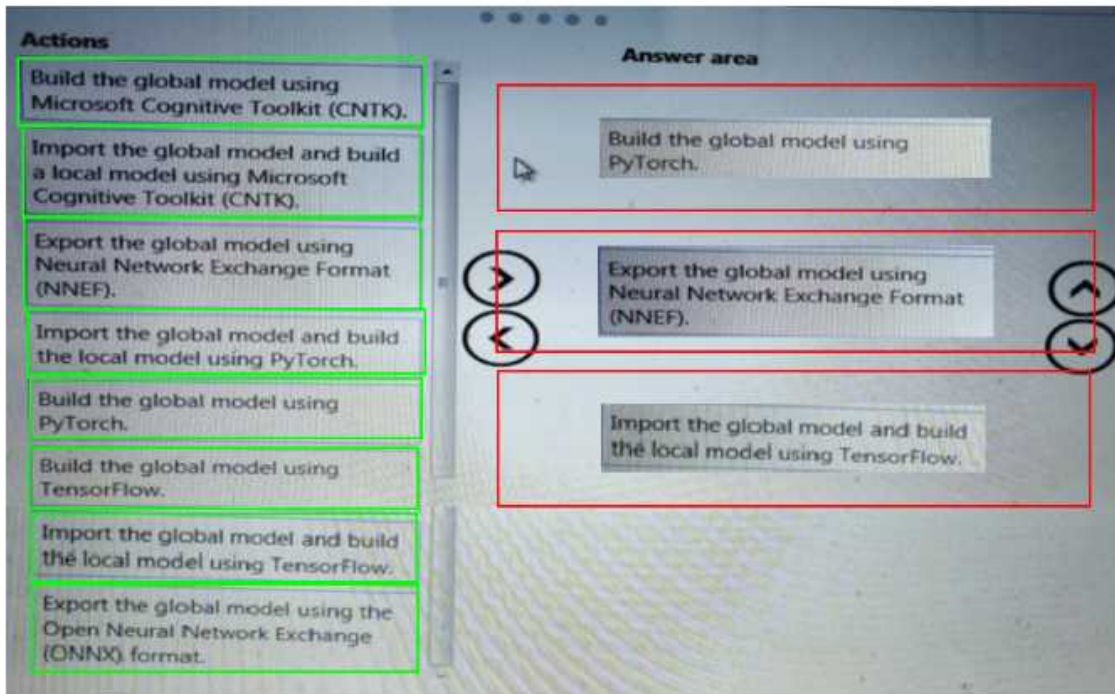 Actions
Build the global model using
Microsoft Cognitive Toolkit (CNTK).
Import the global model and build
a local model using Microsoft
Cognitive Toolkit (CNTK).
Export the global model using
Neural Network Exchange Format
(NNEF).
Import the global model and build
the local model using PyTorch.
Build the global model using
PyTorch.
Build the global model using
TensorFlow.
Import the global model and build
the local model using TensorFlow.
Export the global model using the
Open Neural Network Exchange
(ONNX) format.
Answer area
Build the global model using
PyTorch.
Export the global model using
Neural Network Exchange Format
(NNEF).
Import the global model and build
the local model using TensorFlow.